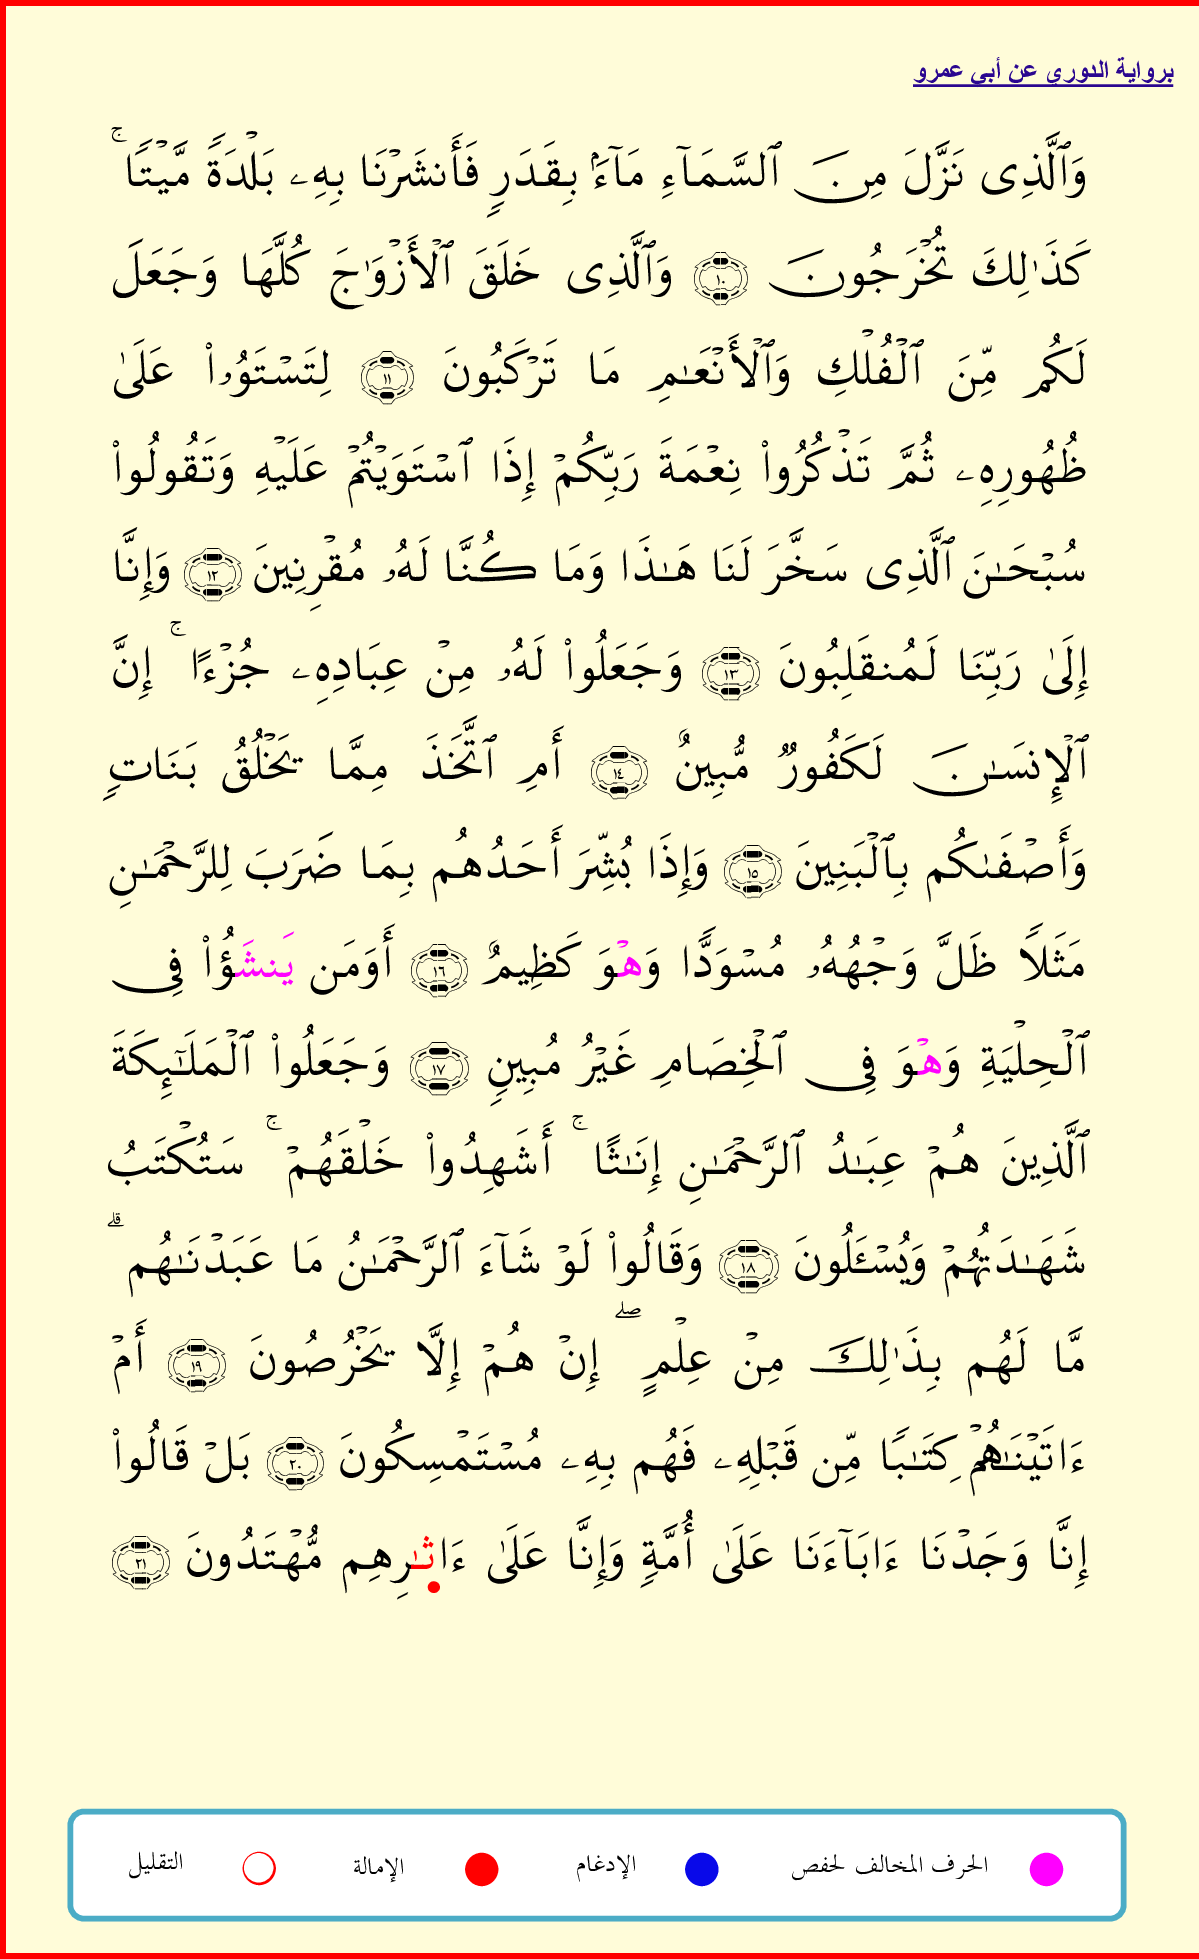 برواية الدوري عن أبي عمرو
وَٱلَّذِى نَزَّلَ مِنَ ٱلسَّمَآءِ مَآءَۢ بِقَدَرٍۢ فَأَنشَرْنَا بِهِۦ بَلْدَةً مَّيْتًا ۚ
كَذَٰلِكَ تُخْرَجُونَ ١٠ وَٱلَّذِى خَلَقَ ٱلْأَزْوَٰجَ كُلَّهَا وَجَعَلَ
لَكُم مِّنَ ٱلْفُلْكِ وَٱلْأَنْعَـٰمِ مَا تَرْكَبُونَ ١١ لِتَسْتَوُۥا۟ عَلَىٰ
ظُهُورِهِۦ ثُمَّ تَذْكُرُوا۟ نِعْمَةَ رَبِّكُمْ إِذَا ٱسْتَوَيْتُمْ عَلَيْهِ وَتَقُولُوا۟
سُبْحَـٰنَ ٱلَّذِى سَخَّرَ لَنَا هَـٰذَا وَمَا كُنَّا لَهُۥ مُقْرِنِينَ ١٢ وَإِنَّا
إِلَىٰ رَبِّنَا لَمُنقَلِبُونَ ١٣ وَجَعَلُوا۟ لَهُۥ مِنْ عِبَادِهِۦ جُزْءًا ۚ إِنَّ
ٱلْإِنسَـٰنَ لَكَفُورٌ مُّبِينٌ ١٤ أَمِ ٱتَّخَذَ مِمَّا يَخْلُقُ بَنَاتٍ
وَأَصْفَىٰكُم بِٱلْبَنِينَ ١٥ وَإِذَا بُشِّرَ أَحَدُهُم بِمَا ضَرَبَ لِلرَّحْمَـٰنِ
مَثَلًا ظَلَّ وَجْهُهُۥ مُسْوَدًّا وَهْوَ كَظِيمٌ ١٦ أَوَمَن يَنشَؤُا۟ فِى
ٱلْحِلْيَةِ وَهْوَ فِى ٱلْخِصَامِ غَيْرُ مُبِينٍ ١٧ وَجَعَلُوا۟ ٱلْمَلَـٰٓئِكَةَ
ٱلَّذِينَ هُمْ عِبَـٰدُ ٱلرَّحْمَـٰنِ إِنَـٰثًا ۚ أَشَهِدُوا۟ خَلْقَهُمْ ۚ سَتُكْتَبُ
شَهَـٰدَتُهُمْ وَيُسْـَٔلُونَ ١٨ وَقَالُوا۟ لَوْ شَآءَ ٱلرَّحْمَـٰنُ مَا عَبَدْنَـٰهُم ۗ
مَّا لَهُم بِذَٰلِكَ مِنْ عِلْمٍ ۖ إِنْ هُمْ إِلَّا يَخْرُصُونَ ١٩ أَمْ
ءَاتَيْنَـٰهُمْ كِتَـٰبًا مِّن قَبْلِهِۦ فَهُم بِهِۦ مُسْتَمْسِكُونَ ٢٠ بَلْ قَالُوا۟
إِنَّا وَجَدْنَا ءَابَآءَنَا عَلَىٰ أُمَّةٍ وَإِنَّا عَلَىٰ ءَاثَـٰرِهِم مُّهْتَدُونَ ٢١
الحرف المخالف لحفص الإدغام الإمالة التقليل